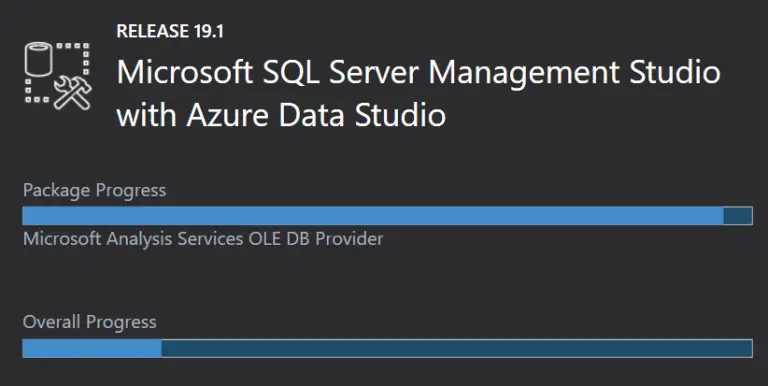 RELEASE 19.1
Microsoft SQL Server Management Studio
with Azure Data Studio
Package Progress
Microsoft Analysis Services OLE DB Provider
Overall Progress